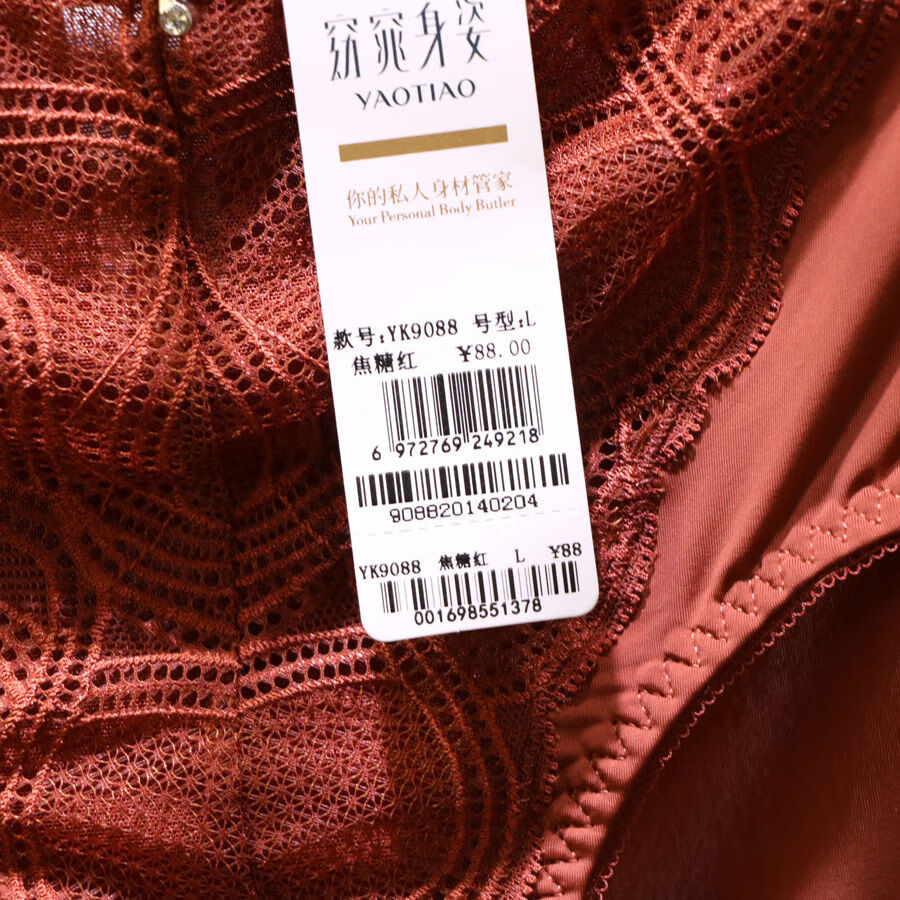 窈窕身姿
YAOTIAO
你的私人身材管家
Your Personal Body Butler
款号:YK9088 号型:L
焦糖红 ¥88.00
6 972769 249218
908820140204
YK9088 焦糖红 L ¥88
001698551378